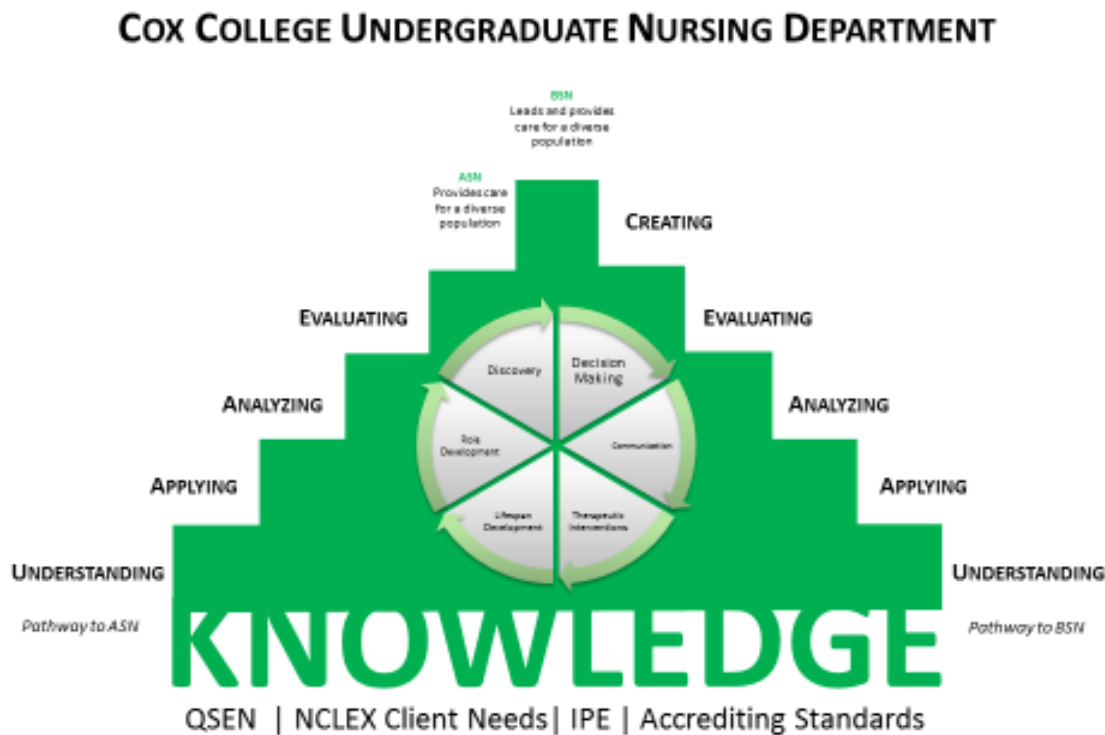 COX COLLEGE UNDERGRADUATE NURSING DEPARTMENT
BSN
Leads and provides
care for a diverse
population
ASN
Provides care
for a diverse
population
CREATING
EVALUATING
EVALUATING
Discovery
Decision
Making
ANALYZING
ANALYZING
Role
Development
Communication
APPLYING
APPLYING
Lifespan
Development
Therapeutic
Interventions
UNDERSTANDING
UNDERSTANDING
Pathway to ASN
Pathway to BSN
KNOWLEDGE
QSEN | NCLEX Client Needs| IPE | Accrediting Standards